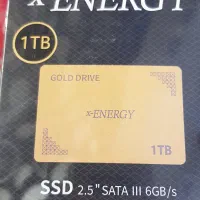 x-ENERGY
1TB
GOLD DRIVE
x-ENERGY
1TB
SSD 2.5" SATA III 6GB/s